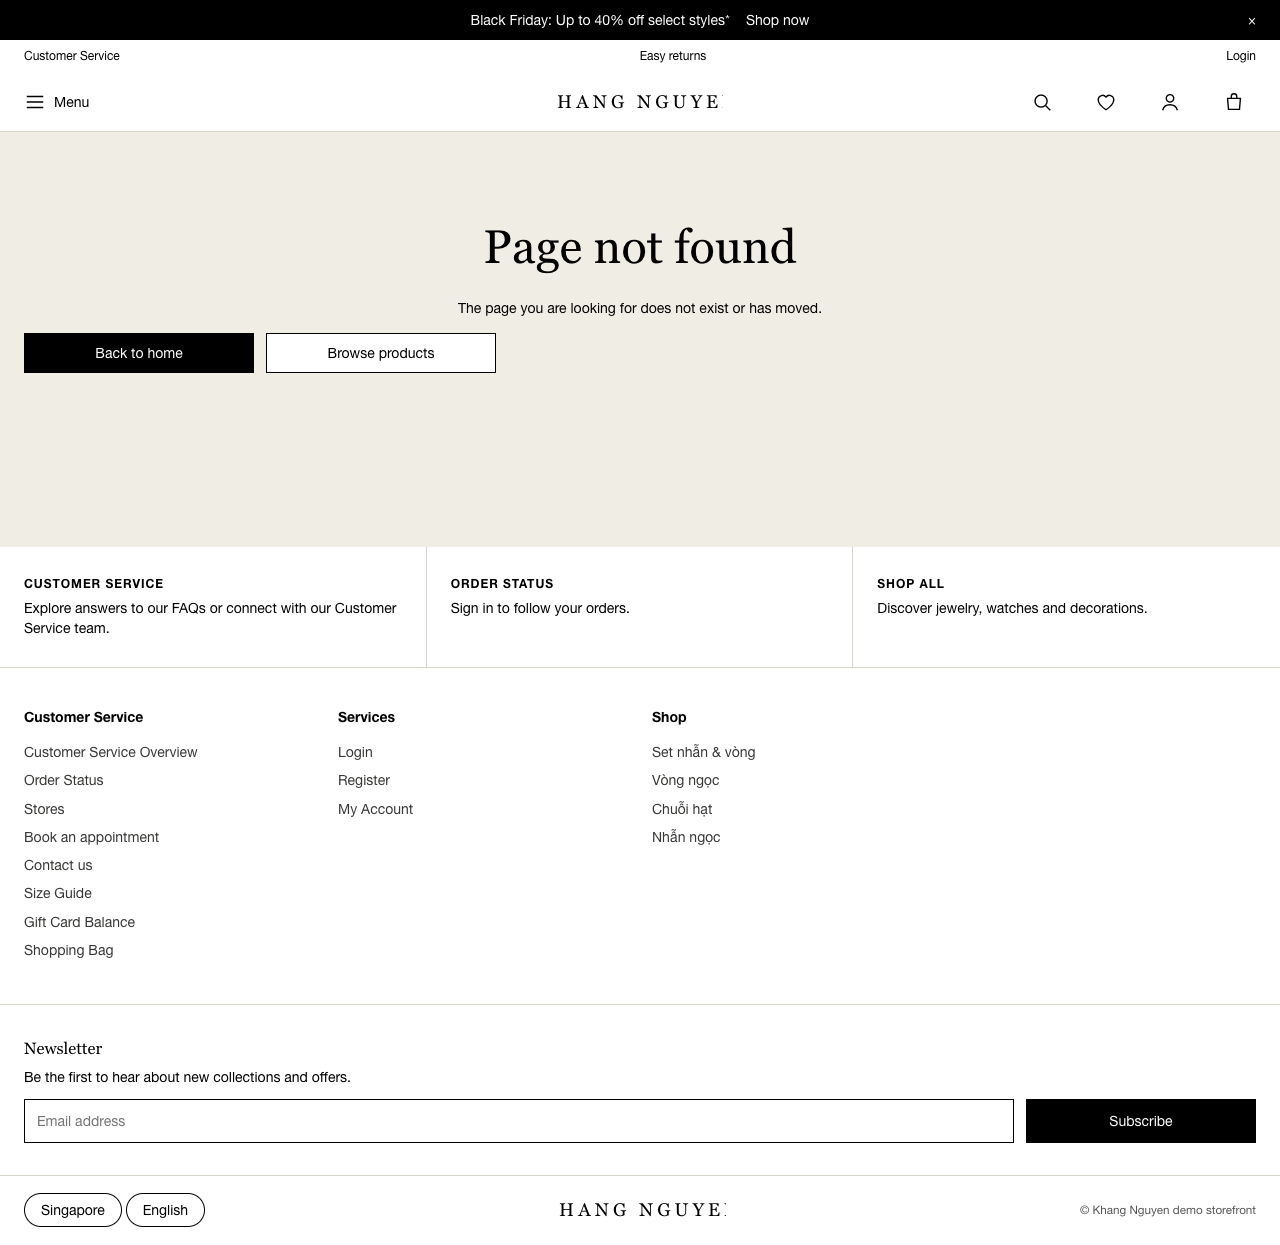 Black Friday: Up to 40% off select styles* Shop now ×
Customer Service Easy returns Login
Menu HANG NGUYE
Page not found
The page you are looking for does not exist or has moved.
Back to home Browse products
CUSTOMER SERVICE
Explore answers to our FAQs or connect with our Customer
Service team.
ORDER STATUS
Sign in to follow your orders.
SHOP ALL
Discover jewelry, watches and decorations.
Customer Service
Customer Service Overview
Order Status
Stores
Book an appointment
Contact us
Size Guide
Gift Card Balance
Shopping Bag
Services
Login
Register
My Account
Shop
Set nhẫn & vòng
Vòng ngọc
Chuỗi hạt
Nhẫn ngọc
Newsletter
Be the first to hear about new collections and offers.
Email address Subscribe
Singapore English HANG NGUYE © Khang Nguyen demo storefront